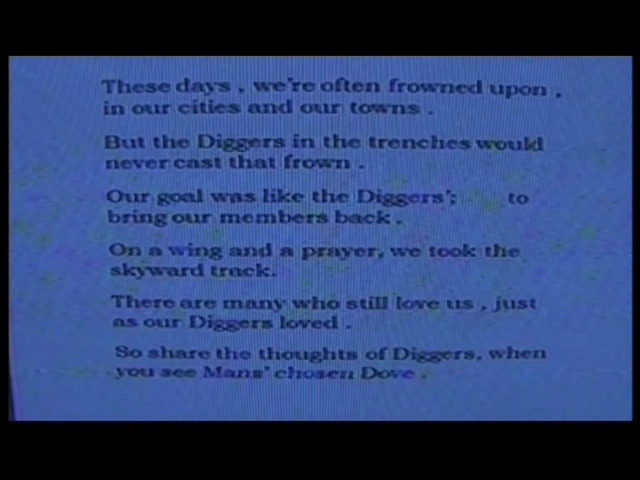 These days , we're often frowned upon ,
in our cities and our towns .
But the Diggers in the trenches would
never cast that frown .
Our goal was like the Diggers'; to
bring our members back .
On a wing and a prayer, we took the
skyward track.
There are many who still love us , just
as our Diggers loved .
So share the thoughts of Diggers, when
you see Mans' chosen Dove .